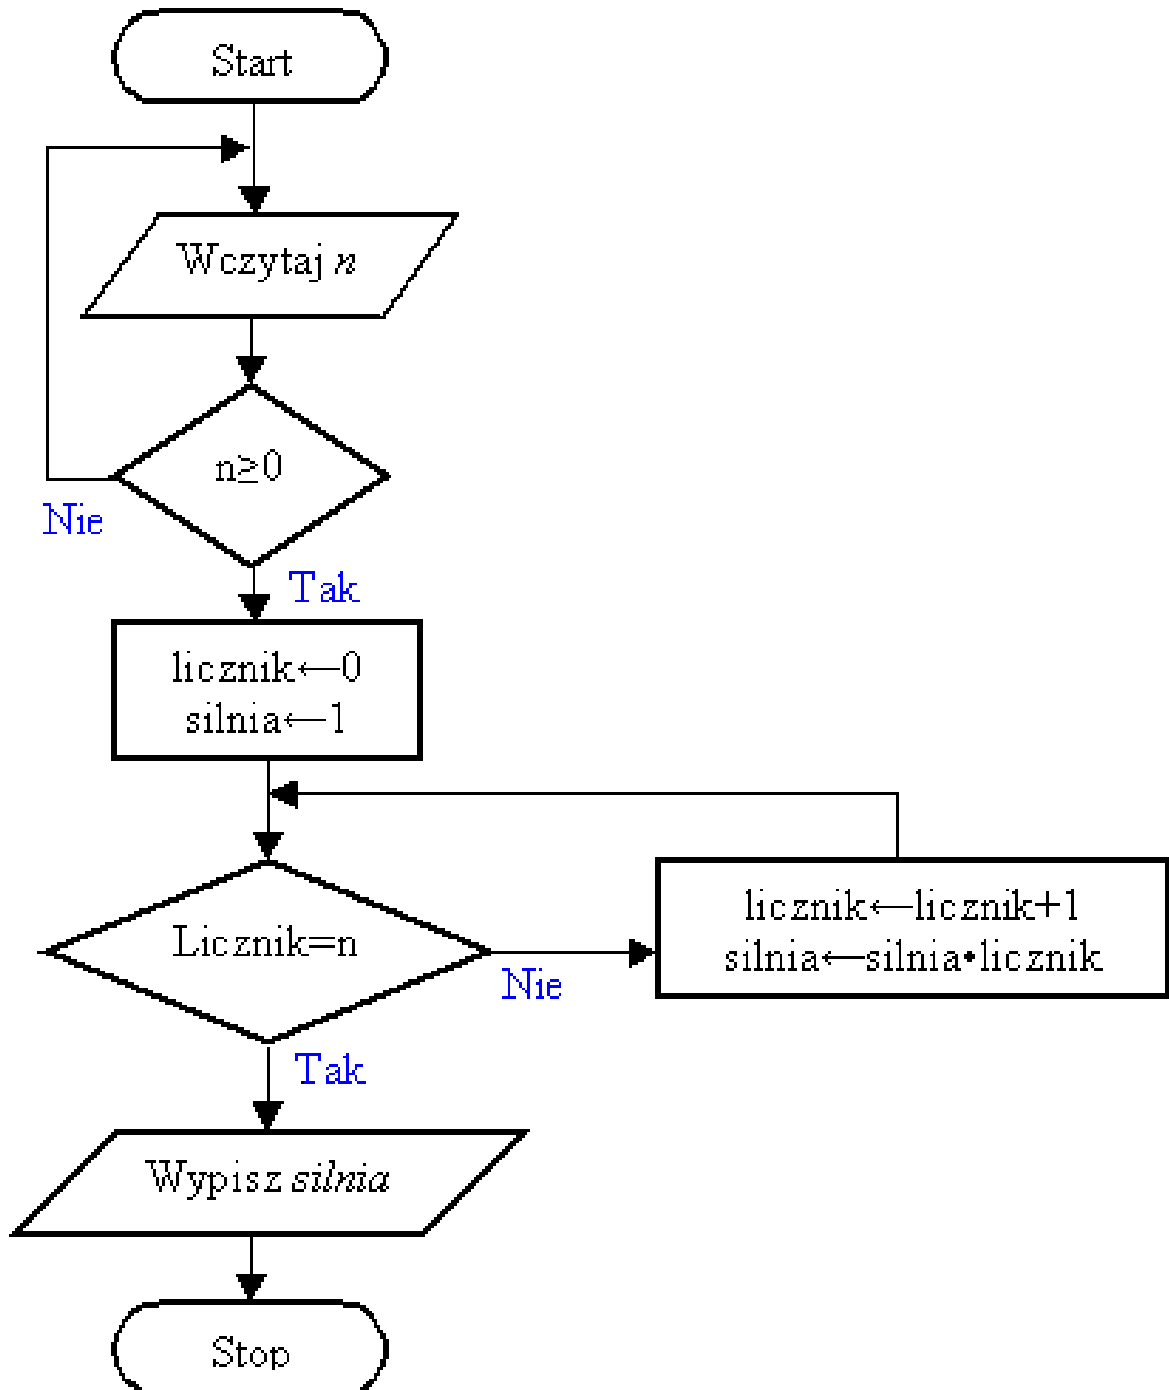 Start
Wczytaj n
n≥0
Nie
Tak
licznik←0
silnia←1
Licznik=n
Nie
licznik←licznik+1
silnia←silnia•licznik
Tak
Wypisz silnia
Stop